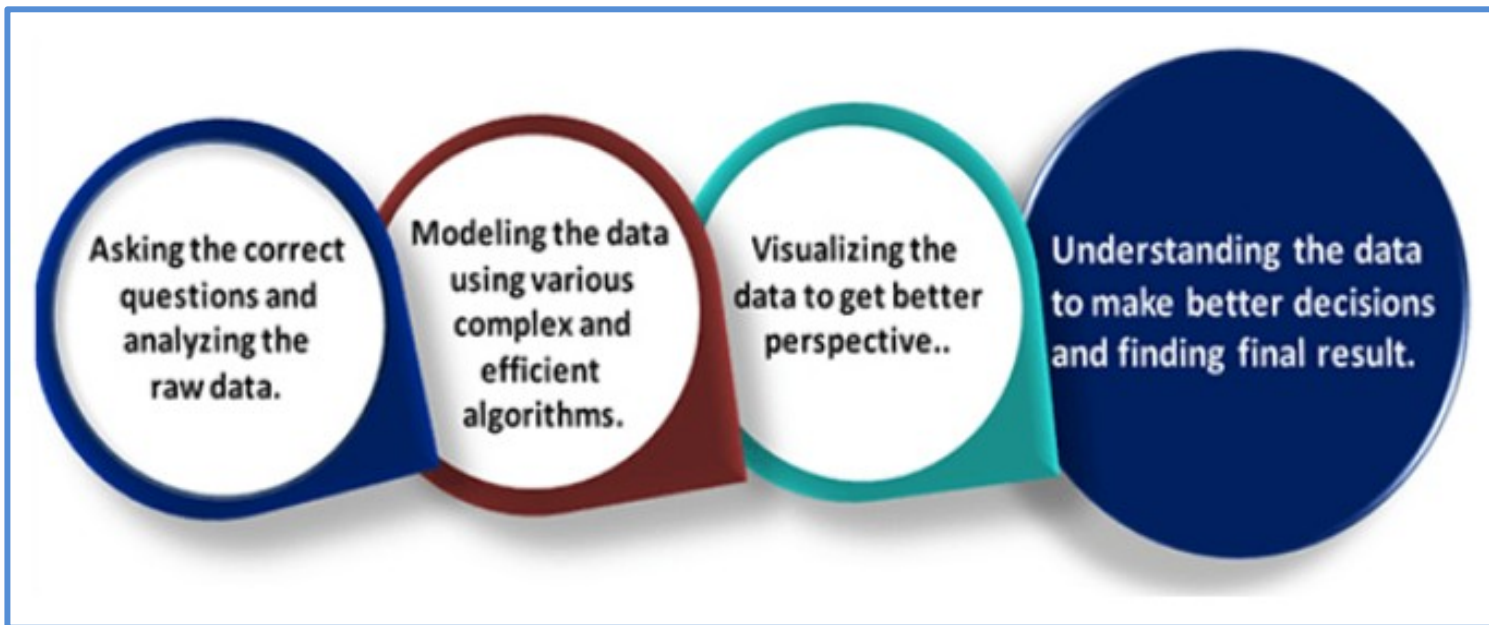 Asking the correct
questions and
analyzing the
raw data.
Modeling the data
using various
complex and
efficient
algorithms.
Visualizing the
data to get better
perspective..
Understanding the data
to make better decisions
and finding final result.